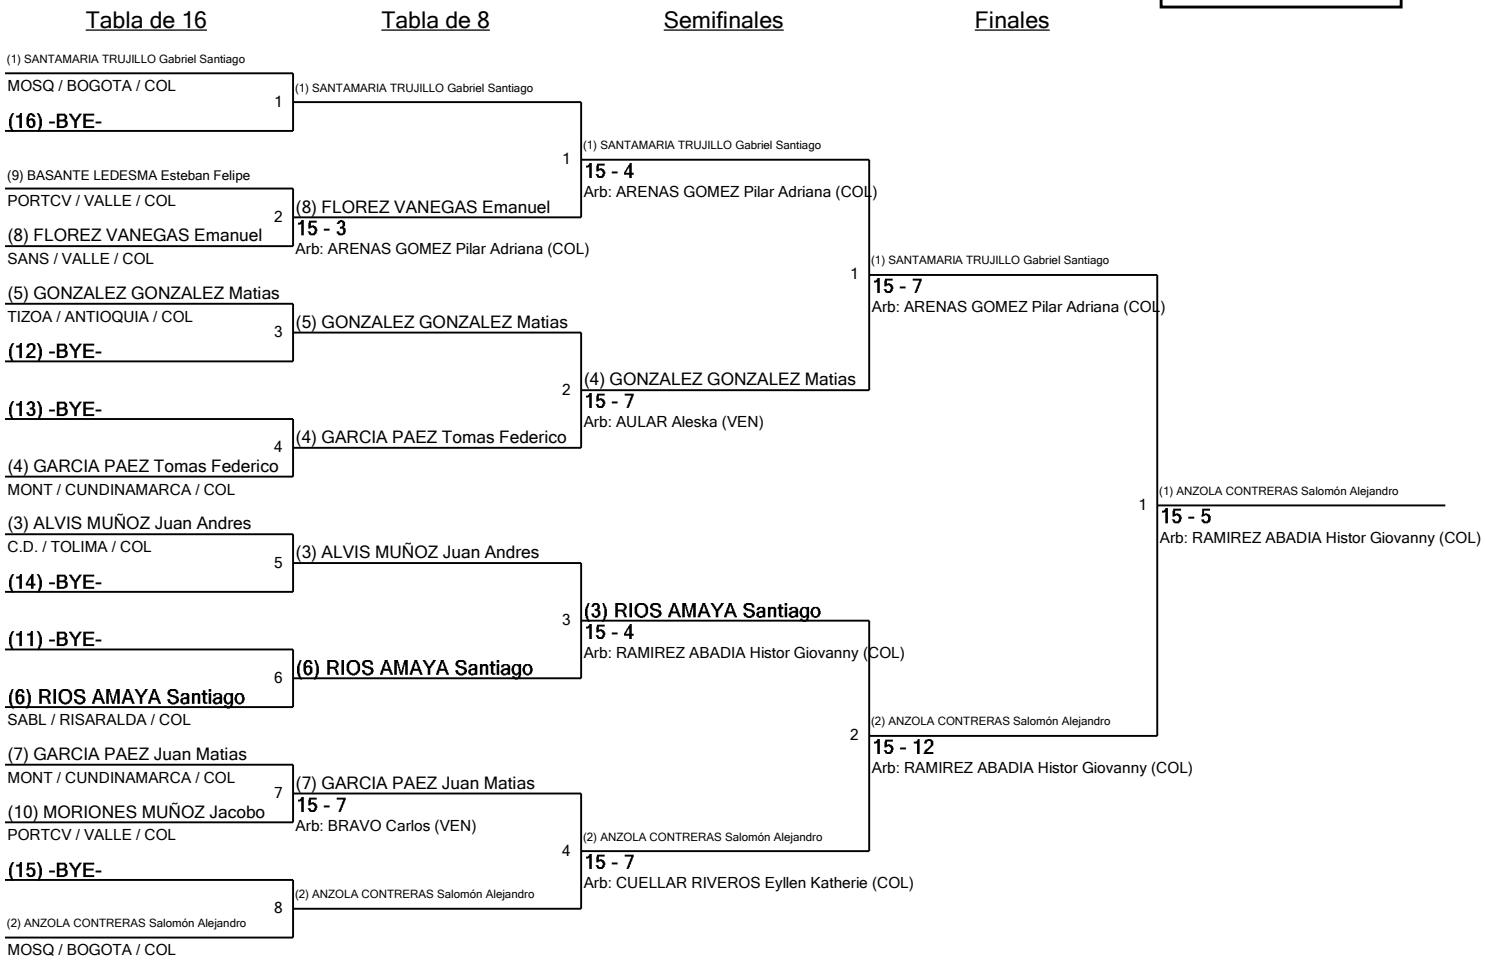 Tabla de 16
Tabla de 8
Semifinales
Finales
(1) SANTAMARIA TRUJILLO Gabriel Santiago
MOSQ / BOGOTA / COL
1
(16) -BYE-
(9) BASANTE LEDESMA Esteban Felipe
PORTCV / VALLE / COL
2
(8) FLOREZ VANEGAS Emanuel
SANS / VALLE / COL
(5) GONZALEZ GONZALEZ Matias
TIZOA / ANTIOQUIA / COL
3
(12) -BYE-
(13) -BYE-
4
(4) GARCIA PAEZ Tomas Federico
MONT / CUNDINAMARCA / COL
(3) ALVIS MUÑOZ Juan Andres
C.D. / TOLIMA / COL
5
(14) -BYE-
(11) -BYE-
6
(6) RIOS AMAYA Santiago
SABL / RISARALDA / COL
(7) GARCIA PAEZ Juan Matias
MONT / CUNDINAMARCA / COL
7
(10) MORIONES MUÑOZ Jacobo
PORTCV / VALLE / COL
(15) -BYE-
8
(2) ANZOLA CONTRERAS Salomón Alejandro
MOSQ / BOGOTA / COL
(1) SANTAMARIA TRUJILLO Gabriel Santiago
1
(8) FLOREZ VANEGAS Emanuel
15 - 3
Arb: ARENAS GOMEZ Pilar Adriana (COL)
(5) GONZALEZ GONZALEZ Matias
2
(4) GARCIA PAEZ Tomas Federico
(3) ALVIS MUÑOZ Juan Andres
3
(6) RIOS AMAYA Santiago
(7) GARCIA PAEZ Juan Matias
15 - 7
Arb: BRAVO Carlos (VEN)
4
(2) ANZOLA CONTRERAS Salomón Alejandro
(1) SANTAMARIA TRUJILLO Gabriel Santiago
15 - 4
Arb: ARENAS GOMEZ Pilar Adriana (COL)
1
(4) GONZALEZ GONZALEZ Matias
15 - 7
Arb: AULAR Aleska (VEN)
(3) RIOS AMAYA Santiago
15 - 4
Arb: RAMIREZ ABADIA Histor Giovanny (COL)
2
(2) ANZOLA CONTRERAS Salomón Alejandro
15 - 7
Arb: CUELLAR RIVEROS Eyllen Katherie (COL)
(1) SANTAMARIA TRUJILLO Gabriel Santiago
15 - 7
Arb: ARENAS GOMEZ Pilar Adriana (COL)
1
(2) ANZOLA CONTRERAS Salomón Alejandro
15 - 12
Arb: RAMIREZ ABADIA Histor Giovanny (COL)
(1) ANZOLA CONTRERAS Salomón Alejandro
15 - 5
Arb: RAMIREZ ABADIA Histor Giovanny (COL)